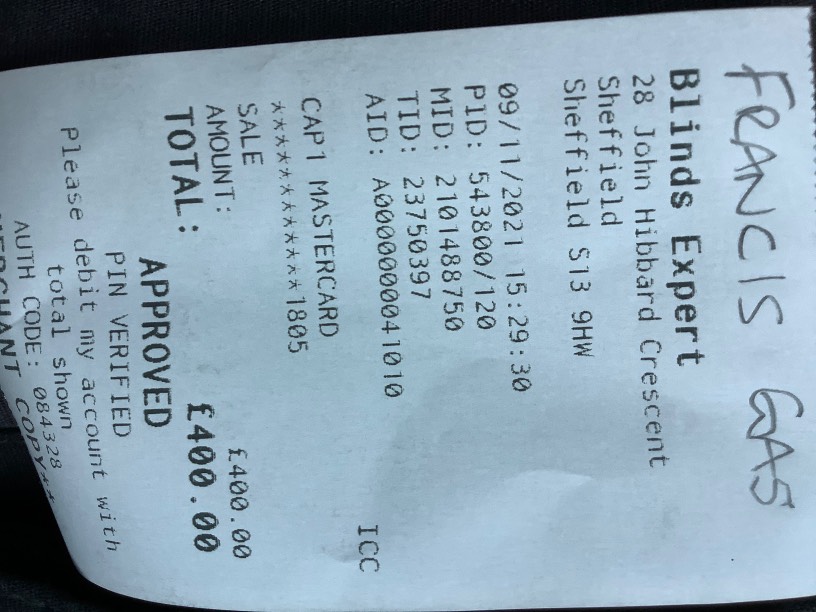 FRANCIS GAS
Blinds Expert
28 John Hibbard Crescent
Sheffield
Sheffield S13 9HW
09/11/2021 15:29:30
PID: 543800/120
MID: 2101488750
TID: 23750397
AID: A0000000041010 ICC
CAP1 MASTERCARD
************1805
SALE
AMOUNT: £400.00
TOTAL: £400.00
APPROVED
PIN VERIFIED
Please debit my account with
total shown
AUTH CODE: 084328
MERCHANT COPY**